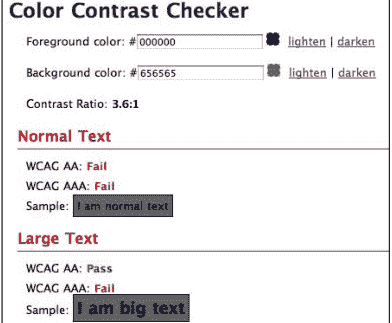 Color Contrast Checker
Foreground color: # 000000 lighten | darken
Background color: # 656565 lighten | darken
Contrast Ratio: 3.6:1
Normal Text
WCAG AA: Fail
WCAG AAA: Fail
Sample: I am normal text
Large Text
WCAG AA: Pass
WCAG AAA: Fail
Sample: I am big text